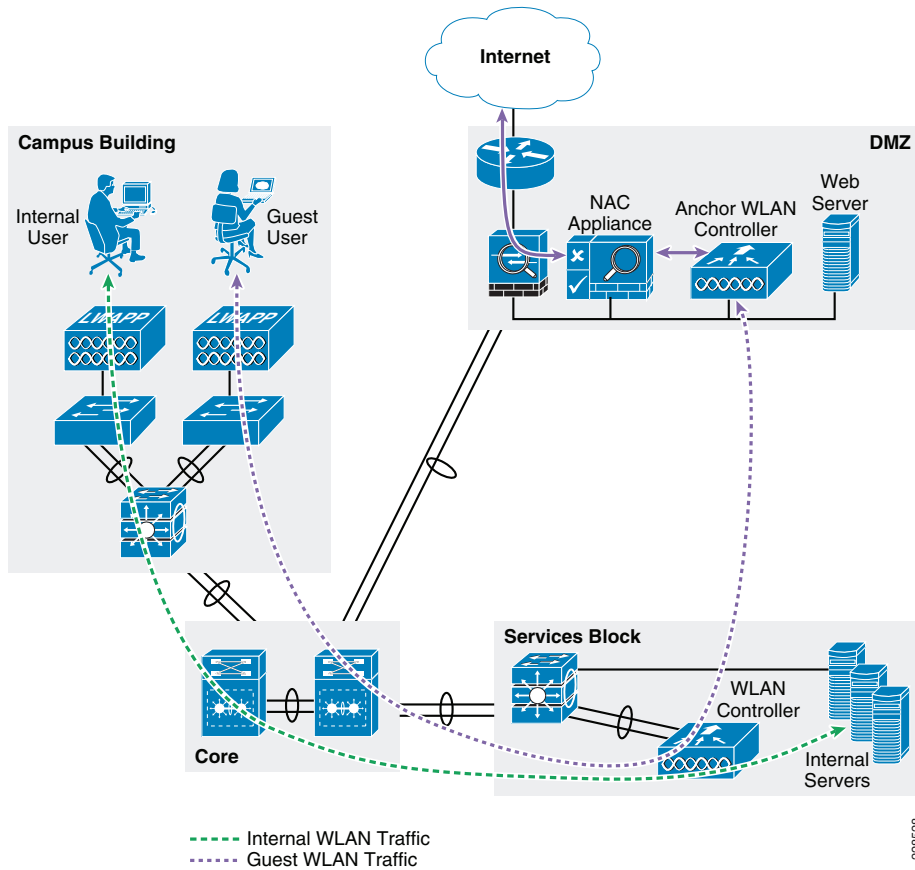 Internet
Campus Building
DMZ
Internal
User
Guest
User
NAC
Appliance
Anchor WLAN
Controller
Web
Server
LWAPP
LWAPP
Services Block
WLAN
Controller
Internal
Servers
Core
Internal WLAN Traffic
Guest WLAN Traffic